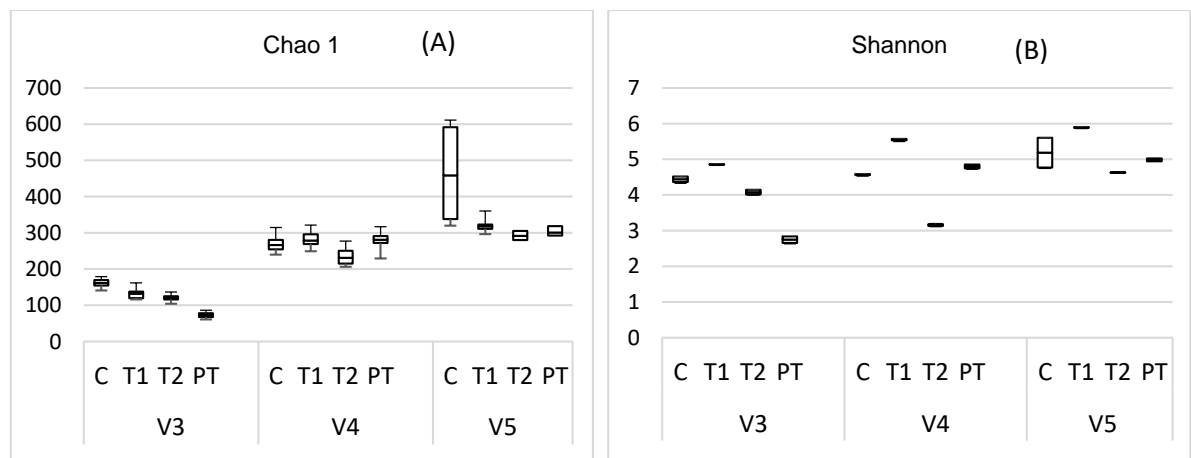 Chao 1 (A)
700
600
500
400
300
200
100
0
C T1 T2 PT C T1 T2 PT C T1 T2 PT
V3 V4 V5
Shannon (B)
7
6
5
4
3
2
1
0
C T1 T2 PT C T1 T2 PT C T1 T2 PT
V3 V4 V5